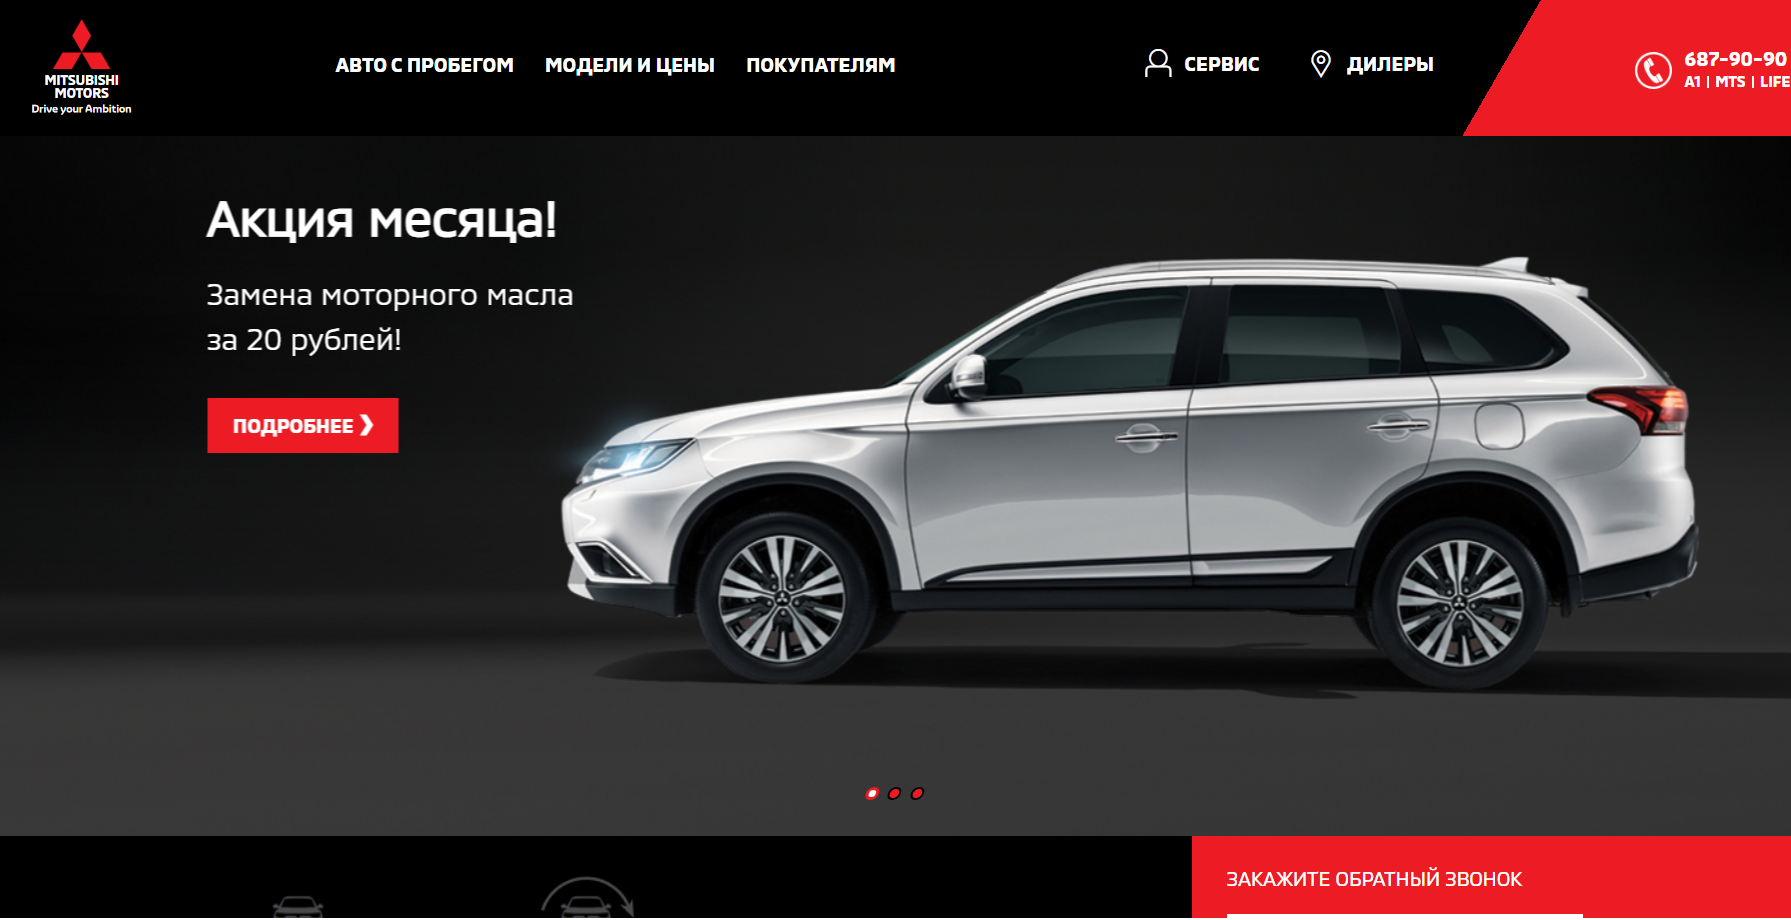 MITSUBISHI
MOTORS
Drive your Ambition
АВТО С ПРОБЕГОМ
МОДЕЛИ И ЦЕНЫ
ПОКУПАТЕЛЯМ
СЕРВИС
ДИЛЕРЫ
687-90-90
A1 | MTS | LIFE
Акция месяца!
Замена моторного масла
за 20 рублей!
ПОДРОБНЕЕ ❯
ЗАКАЖИТЕ ОБРАТНЫЙ ЗВОНОК